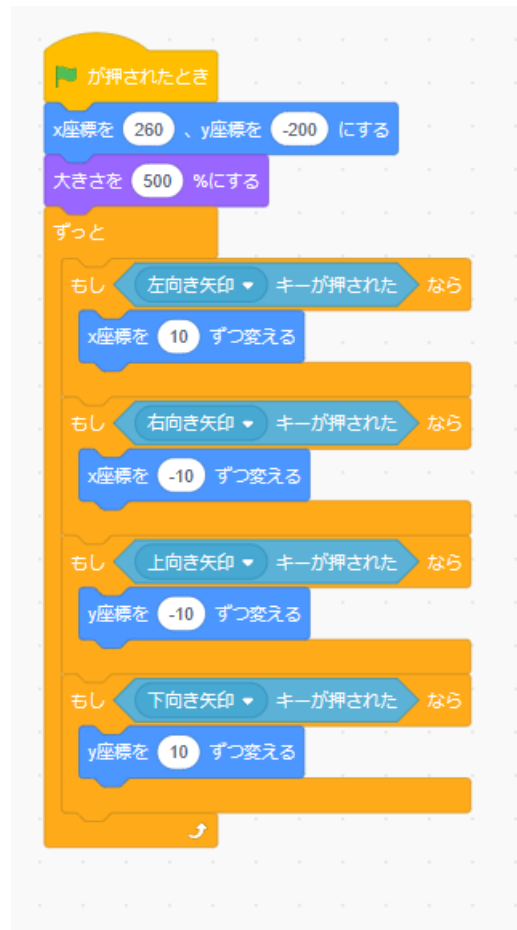 が押されたとき
x座標を 260 、y座標を -200 にする
大きさを 500 %にする
ずっと
もし 左向き矢印 キーが押された なら
x座標を 10 ずつ変える
もし 右向き矢印 キーが押された なら
x座標を -10 ずつ変える
もし 上向き矢印 キーが押された なら
y座標を -10 ずつ変える
もし 下向き矢印 キーが押された なら
y座標を 10 ずつ変える